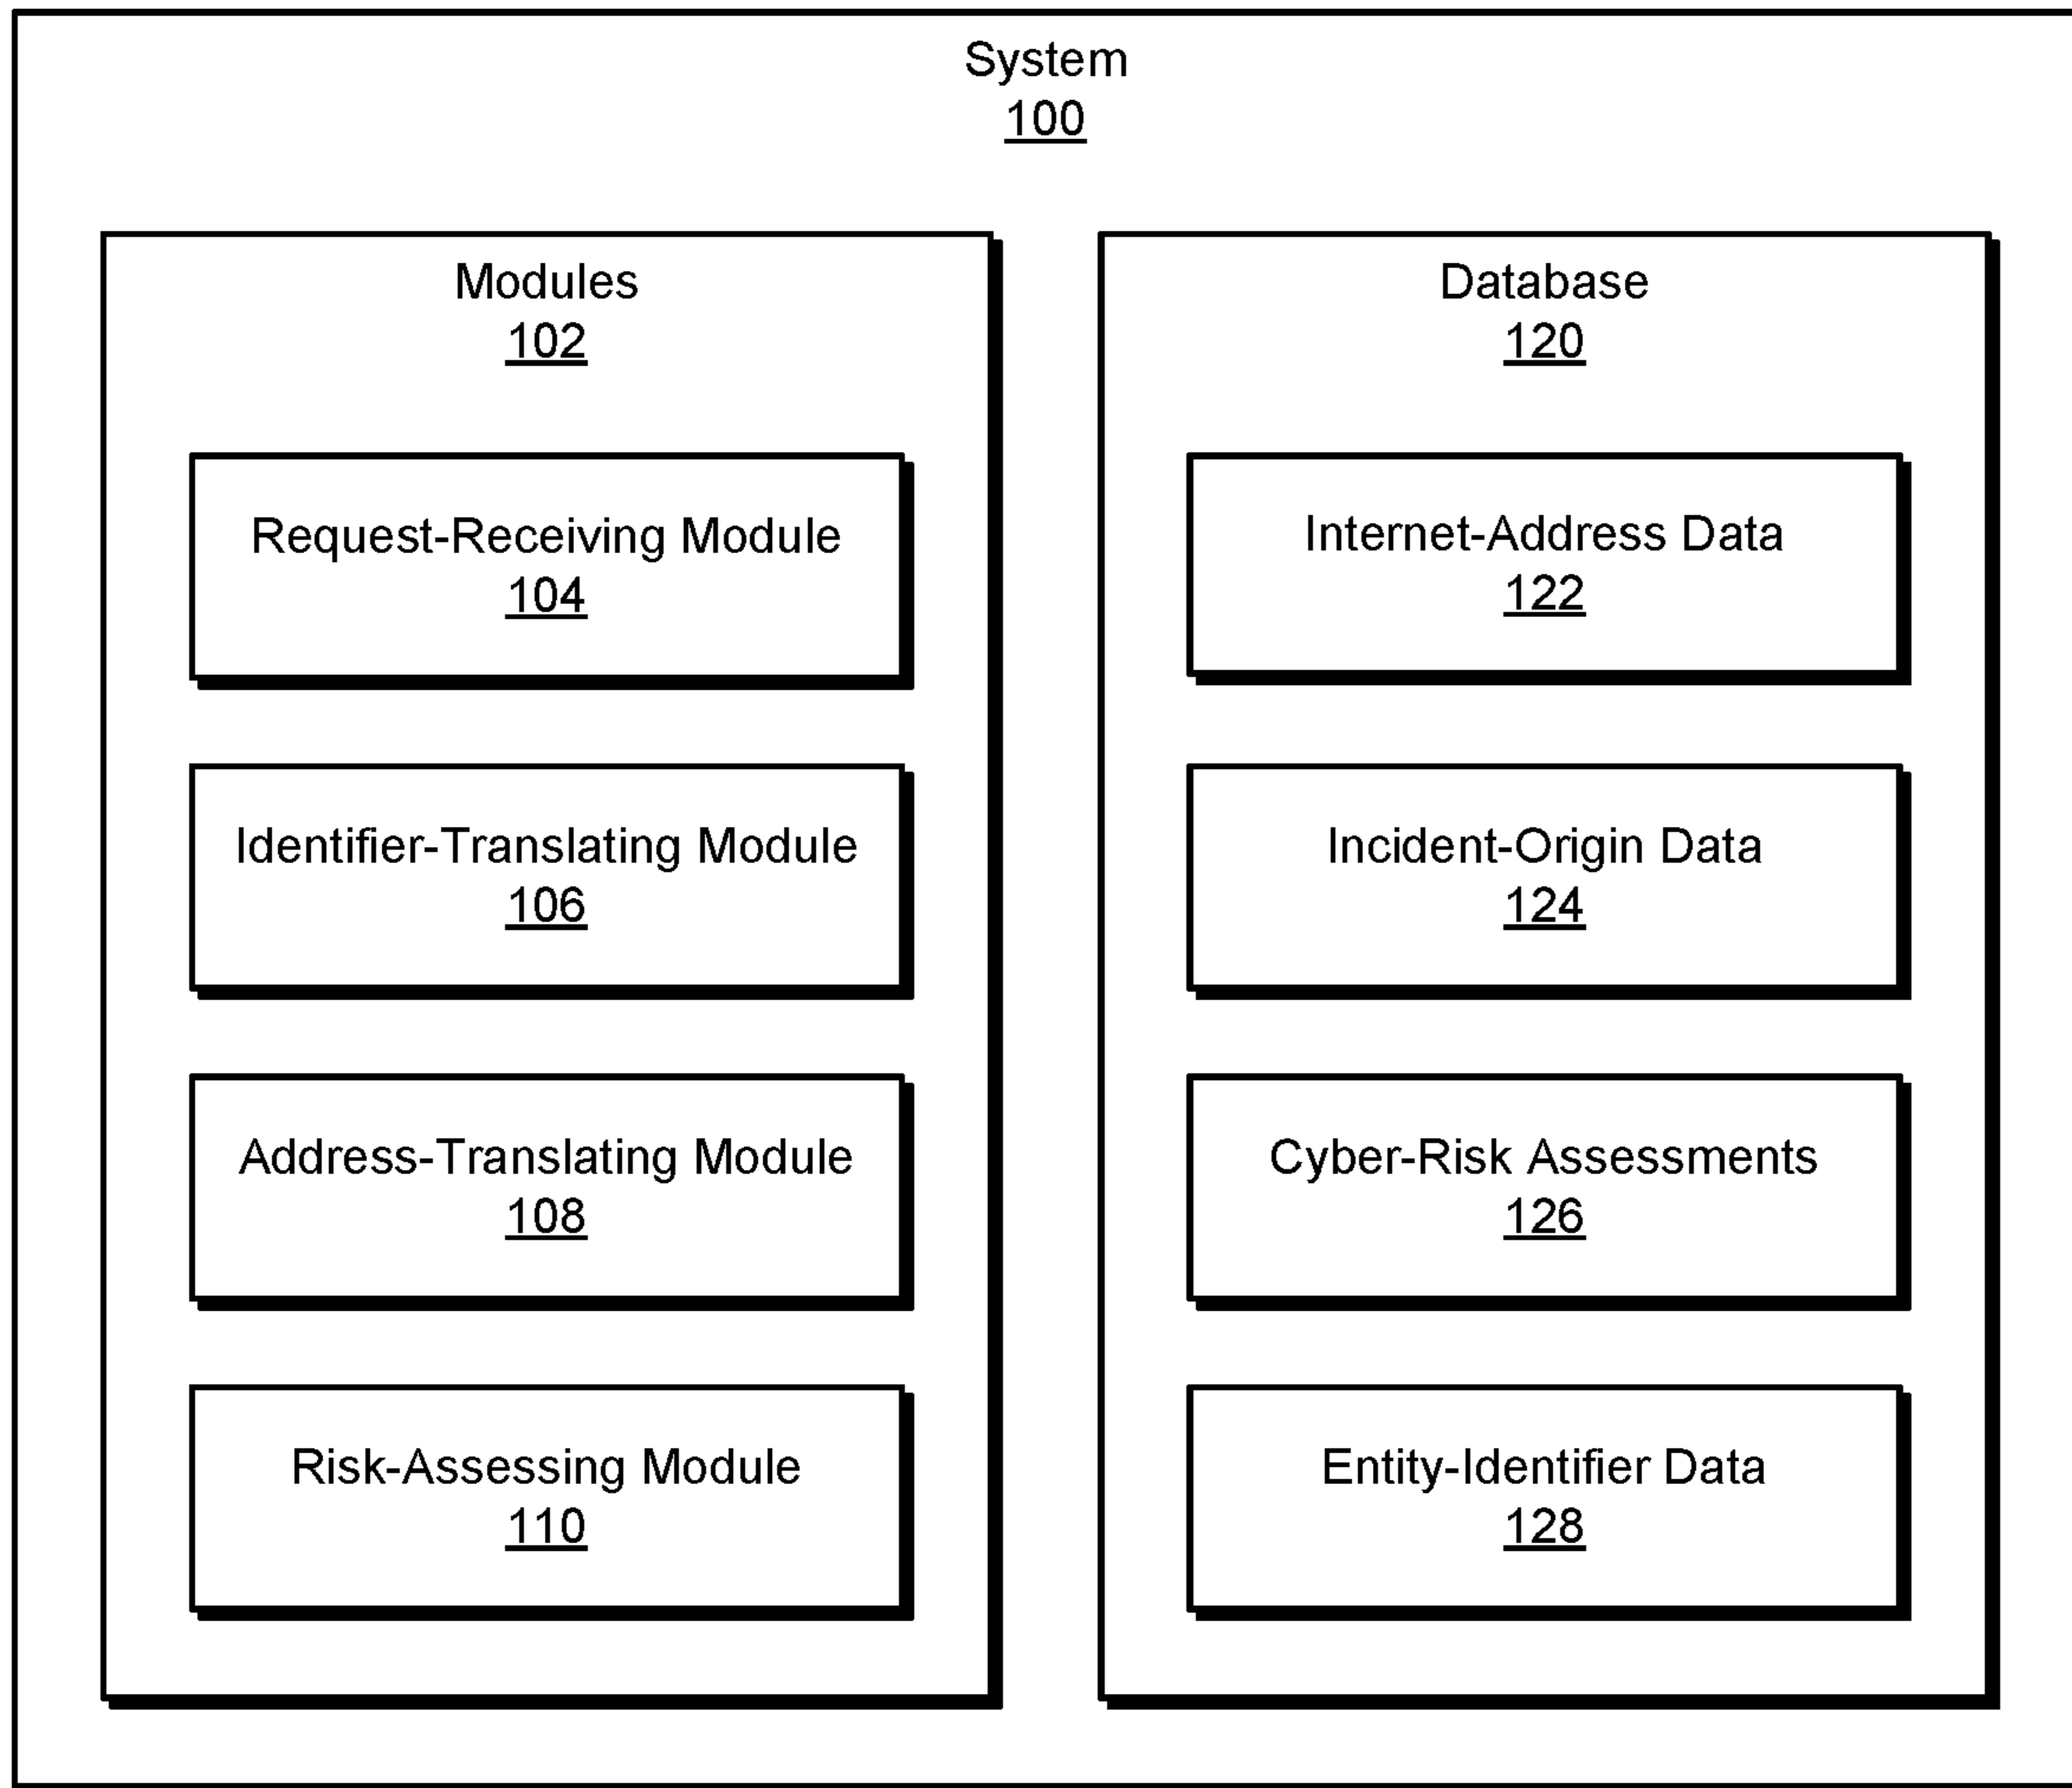 System
100
Modules
102
Request-Receiving Module
104
Identifier-Translating Module
106
Address-Translating Module
108
Risk-Assessing Module
110
Database
120
Internet-Address Data
122
Incident-Origin Data
124
Cyber-Risk Assessments
126
Entity-Identifier Data
128